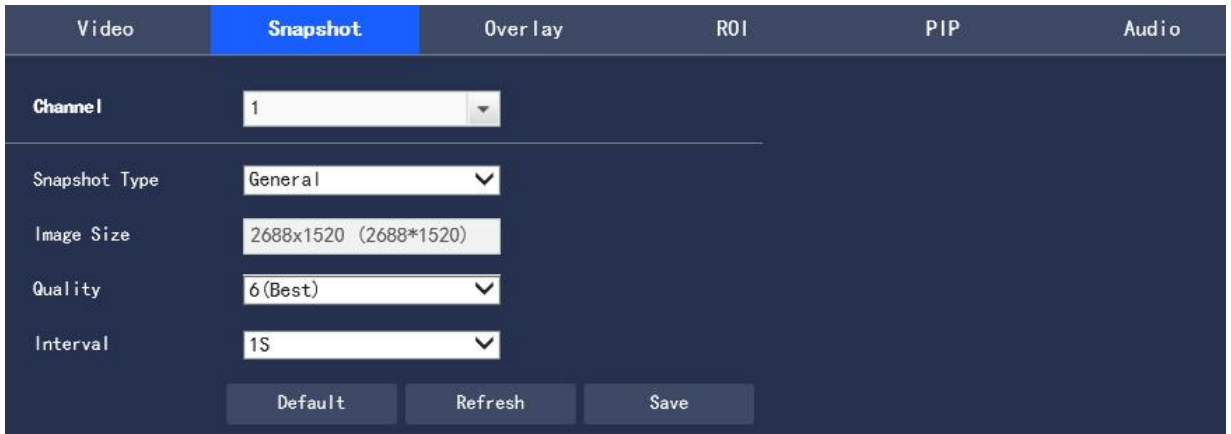 Video Snapshot Overlay ROI PIP Audio
Channel 1
Snapshot Type General
Image Size 2688x1520 (2688*1520)
Quality 6(Best)
Interval 1S
Default Refresh Save